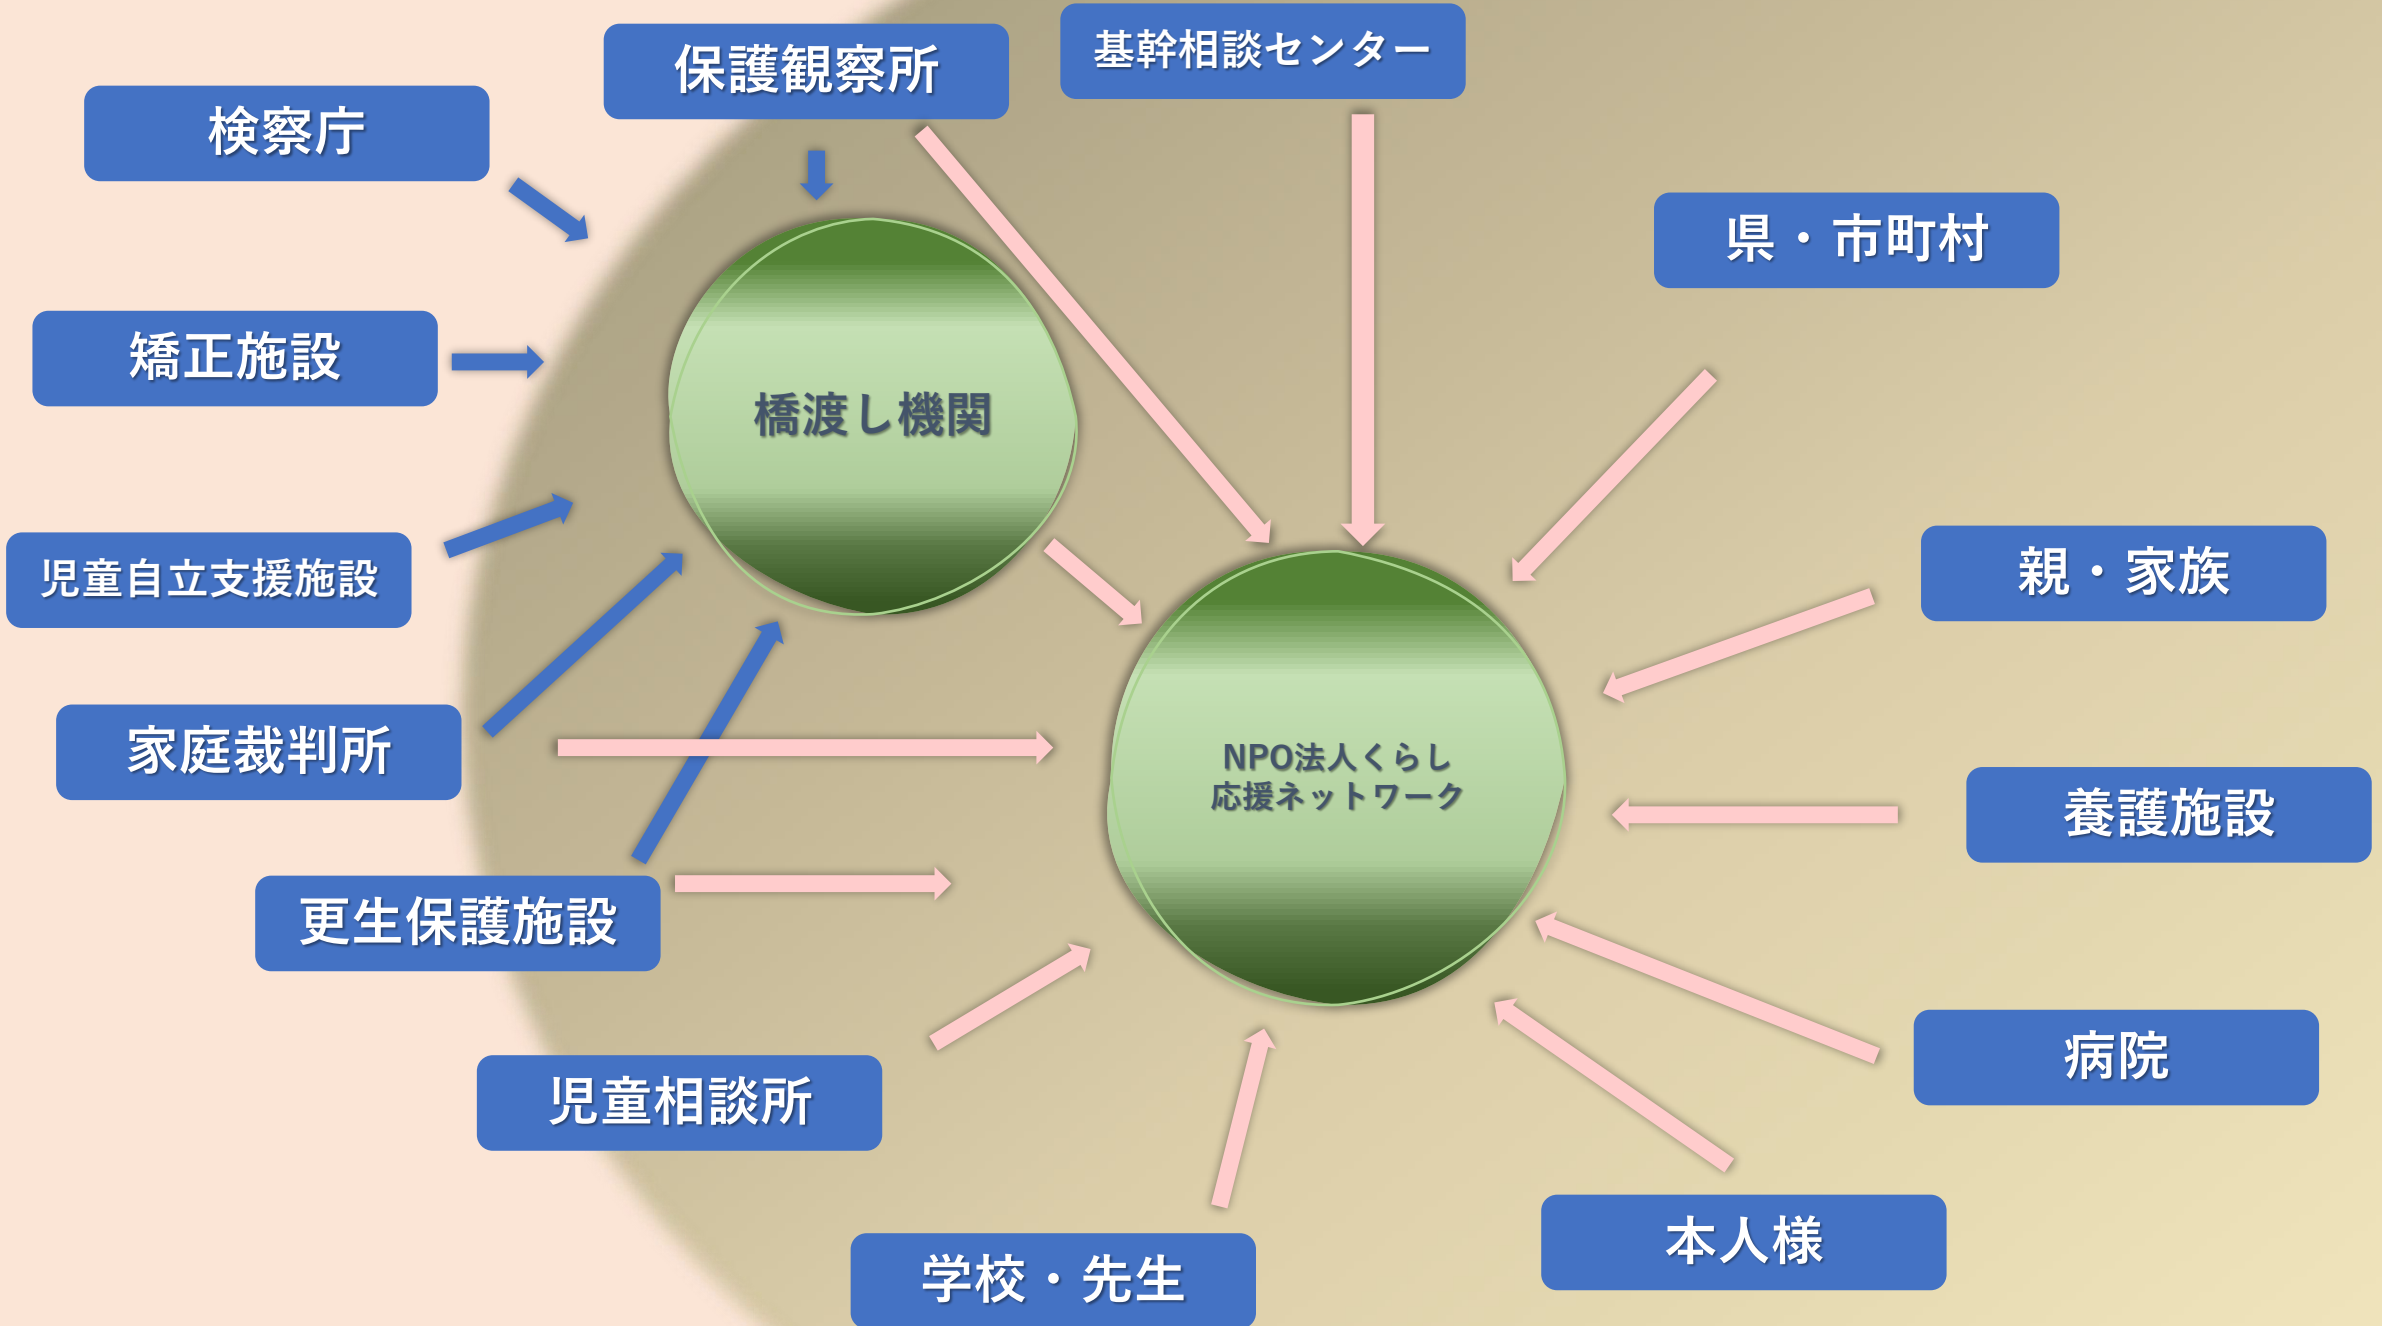 保護観察所
基幹相談センター
検察庁
県・市町村
矯正施設
橋渡し機関
児童自立支援施設
親・家族
家庭裁判所
NPO法人くらし
応援ネットワーク
養護施設
更生保護施設
病院
児童相談所
本人様
学校・先生